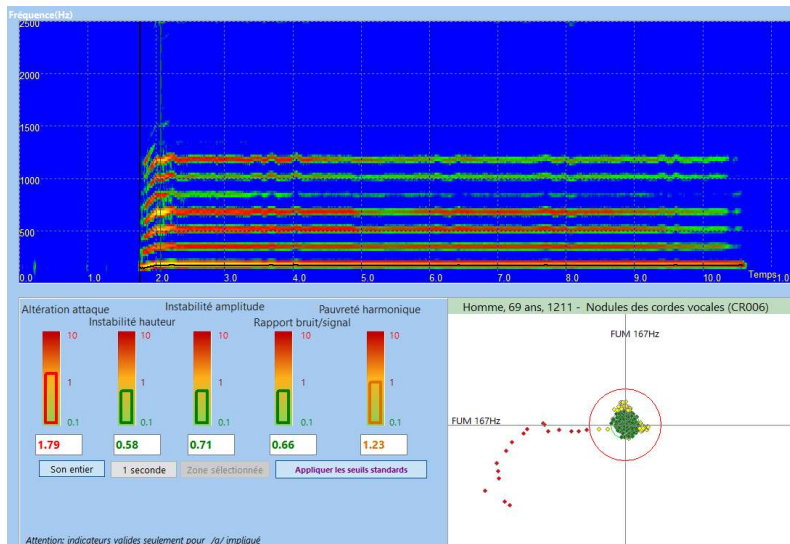 Fréquence(Hz)
2500
2000
1500
1000
500
0.0 1.0 2.0 3.0 4.0 5.0 6.0 7.0 8.0 9.0 10.0 Temps
Altération attaque
Instabilité hauteur
Instabilité amplitude
Rapport bruit/signal
Pauvreté harmonique
10 10 10 10 10
1 1 1 1 1
0.1 0.1 0.1 0.1 0.1
1.79 0.58 0.71 0.66 1.23
Son entier
1 seconde
Zone sélectionnée
Appliquer les seuils standards
Attention: indicateurs valides seulement pour /a/ impliqué
Homme, 69 ans, 1211 - Nodules des cordes vocales (CR006)
FUM 167Hz
FUM 167Hz